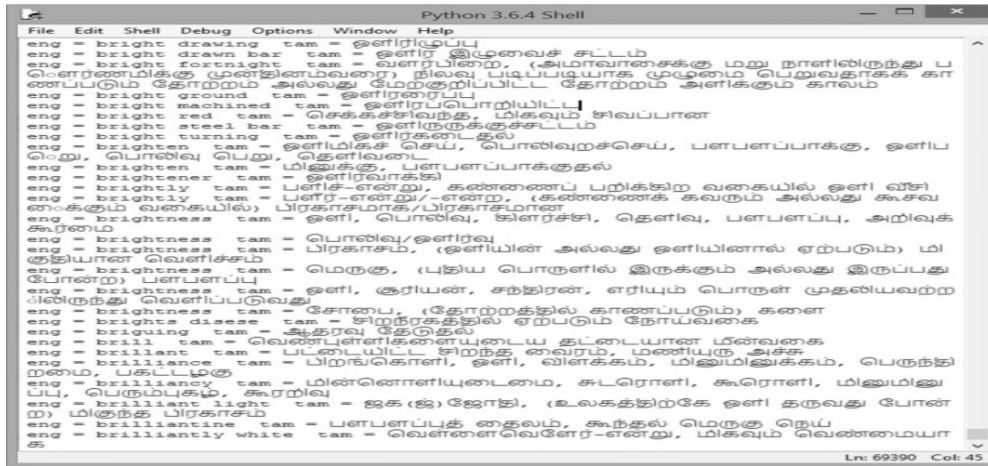 Python 3.6.4 Shell
File Edit Shell Debug Options Window Help
eng = bright drawing tam = ஒளிரிழுப்பு
eng = bright drawn bar tam = ஒளிர் இழுவைச் சட்டம்
eng = bright fortnight tam = வளர்பிறை, (அமாவாசைக்கு மறு நாளிலிருந்து ப
ௌர்ணமிக்கு முன்தினம்வரை) நிலவு படிப்படியாக முழுமை பெறுவதாகக் கா
ணப்படும் தோற்றம் அல்லது மேற்குறிப்பிட்ட தோற்றம் அளிக்கும் காலம்
eng = bright ground tam = ஒளிரரைப்பு
eng = bright machined tam = ஒளிரப்பொறியிட்டு
eng = bright red tam = செக்கச்சிவந்த, மிகவும் சிவப்பான
eng = bright steel bar tam = ஒளிருருக்குச்சட்டம்
eng = bright turning tam = ஒளிர்கடைதல்
eng = brighten tam = ஒளிமிகச் செய், பொலிவுறச்செய், பளபளப்பாக்கு, ஒளிப
ெறு, பொலிவு பெறு, தெளிவடை
eng = brighten tam = மினுக்கு, பளபளப்பாக்குதல்
eng = brightener tam = ஒளிர்வாக்கி
eng = brightly tam = பளிச்-என்று, கண்ணைப் பறிக்கிற வகையில் ஒளி வீசி
eng = brightly tam = பளீர்-என்று/-என்ற, (கண்ணைக் கவரும் அல்லது கூசவ
ைக்கும் வகையில்) பிரகாசமாக/பிரகாசமான
eng = brightness tam = ஒளி, பொலிவு, கிளர்ச்சி, தெளிவு, பளபளப்பு, அறிவுக்
கூர்மை
eng = brightness tam = பொலிவு/ஒளிர்வு
eng = brightness tam = பிரகாசம், (ஒளியின் அல்லது ஒளியினால் ஏற்படும்) மி
குதியான வெளிச்சம்
eng = brightness tam = மெருகு, (புதிய பொருளில் இருக்கும் அல்லது இருப்பது
போன்ற) பளபளப்பு
eng = brightness tam = ஒளி, சூரியன், சந்திரன், எரியும் பொருள் முதலியவற்ற
ிலிருந்து வெளிப்படுவது
eng = brightness tam = சோபை, (தோற்றத்தில் காணப்படும்) களை
eng = brights disese tam = சிறுநீரகத்தில் ஏற்படும் நோய்வகை
eng = briguing tam = ஆதரவு தேடுதல்
eng = brill tam = வெண்புள்ளிகளையுடைய தட்டையான மீன்வகை
eng = brillant tam = பட்டையிட்ட சிறந்த வைரம், மணியுரு அச்சு
eng = brilliance tam = பிறங்கொளி, ஒளி, விளக்கம், மினுமினுக்கம், பெருந்தி
றமை, பகட்டழகு
eng = brilliancy tam = மின்னொளியுடைமை, சுடரொளி, கூரொளி, மினுமினு
ப்பு, பெரும்புகழ், கூரறிவு
eng = brilliant light tam = ஜக(ஜ்)ஜோதி, (உலகத்திற்கே ஒளி தருவது போன்
ற) மிகுந்த பிரகாசம்
eng = brilliantine tam = பளபளப்புத் தைலம், கூந்தல் மெருகு நெய்
eng = brilliantly white tam = வெள்ளைவெளேர்-என்று, மிகவும் வெண்மையா
க
Ln: 69390 Col: 45